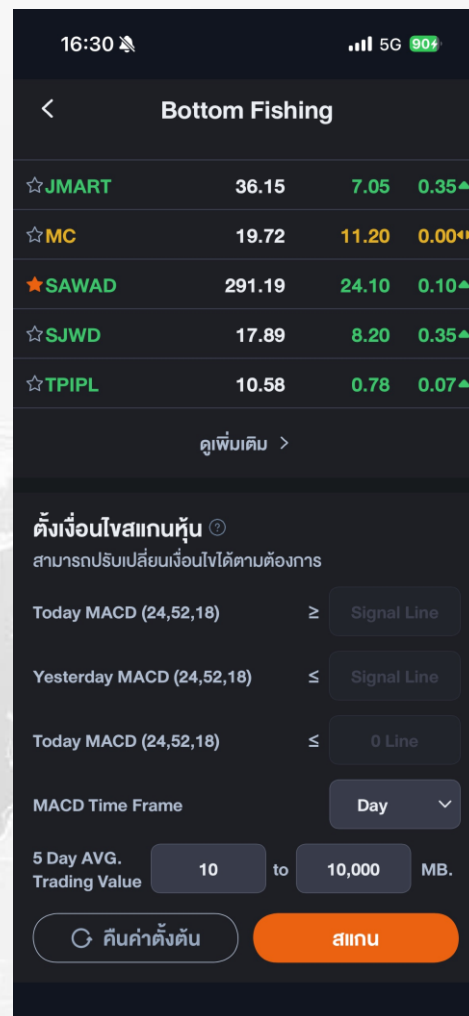 16:30 5G 90
Bottom Fishing
JMART 36.15 7.05 0.35
MC 19.72 11.20 0.00
SAWAD 291.19 24.10 0.10
SJWD 17.89 8.20 0.35
TPIPL 10.58 0.78 0.07
ดูเพิ่มเติม >
ตั้งเงื่อนไขสแกนหุ้น ?
สามารถปรับเปลี่ยนเงื่อนไขได้ตามต้องการ
Today MACD (24,52,18) ≥ Signal Line
Yesterday MACD (24,52,18) ≤ Signal Line
Today MACD (24,52,18) ≤ 0 Line
MACD Time Frame Day
5 Day AVG.
Trading Value 10 to 10,000 MB.
คืนค่าตั้งต้น สแกน